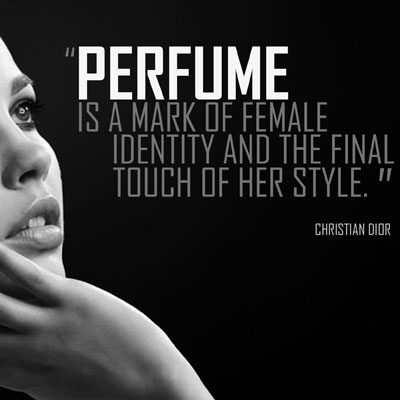 “PERFUME
IS A MARK OF FEMALE
IDENTITY AND THE FINAL
TOUCH OF HER STYLE.”
CHRISTIAN DIOR